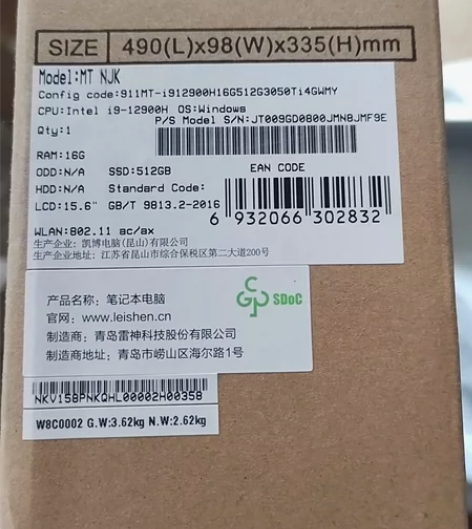 SIZE 490(L)x98(W)x335(H)mm
Model:MT NJK
Config code:911MT-i912900H16G512G3050Ti4GWMY
CPU:Intel i9-12900H OS:Windows
P/S Model S/N:JT009GD0800JMN8JMF9E
Qty:1
RAM:16G
ODD:N/A SSD:512GB EAN CODE
HDD:N/A Standard Code:
LCD:15.6" GB/T 9813.2-2016
6 932066 302832
WLAN:802.11 ac/ax
生产企业: 凯博电脑(昆山)有限公司
生产企业地址: 江苏省昆山市综合保税区第二大道200号
产品名称: 笔记本电脑
SDoC
官网: www.leishen.cn
制造商: 青岛雷神科技股份有限公司
制造商地址: 青岛市崂山区海尔路1号
NKV158PNKQHL00002H00358
W8C0002 G.W:3.62kg N.W:2.62kg